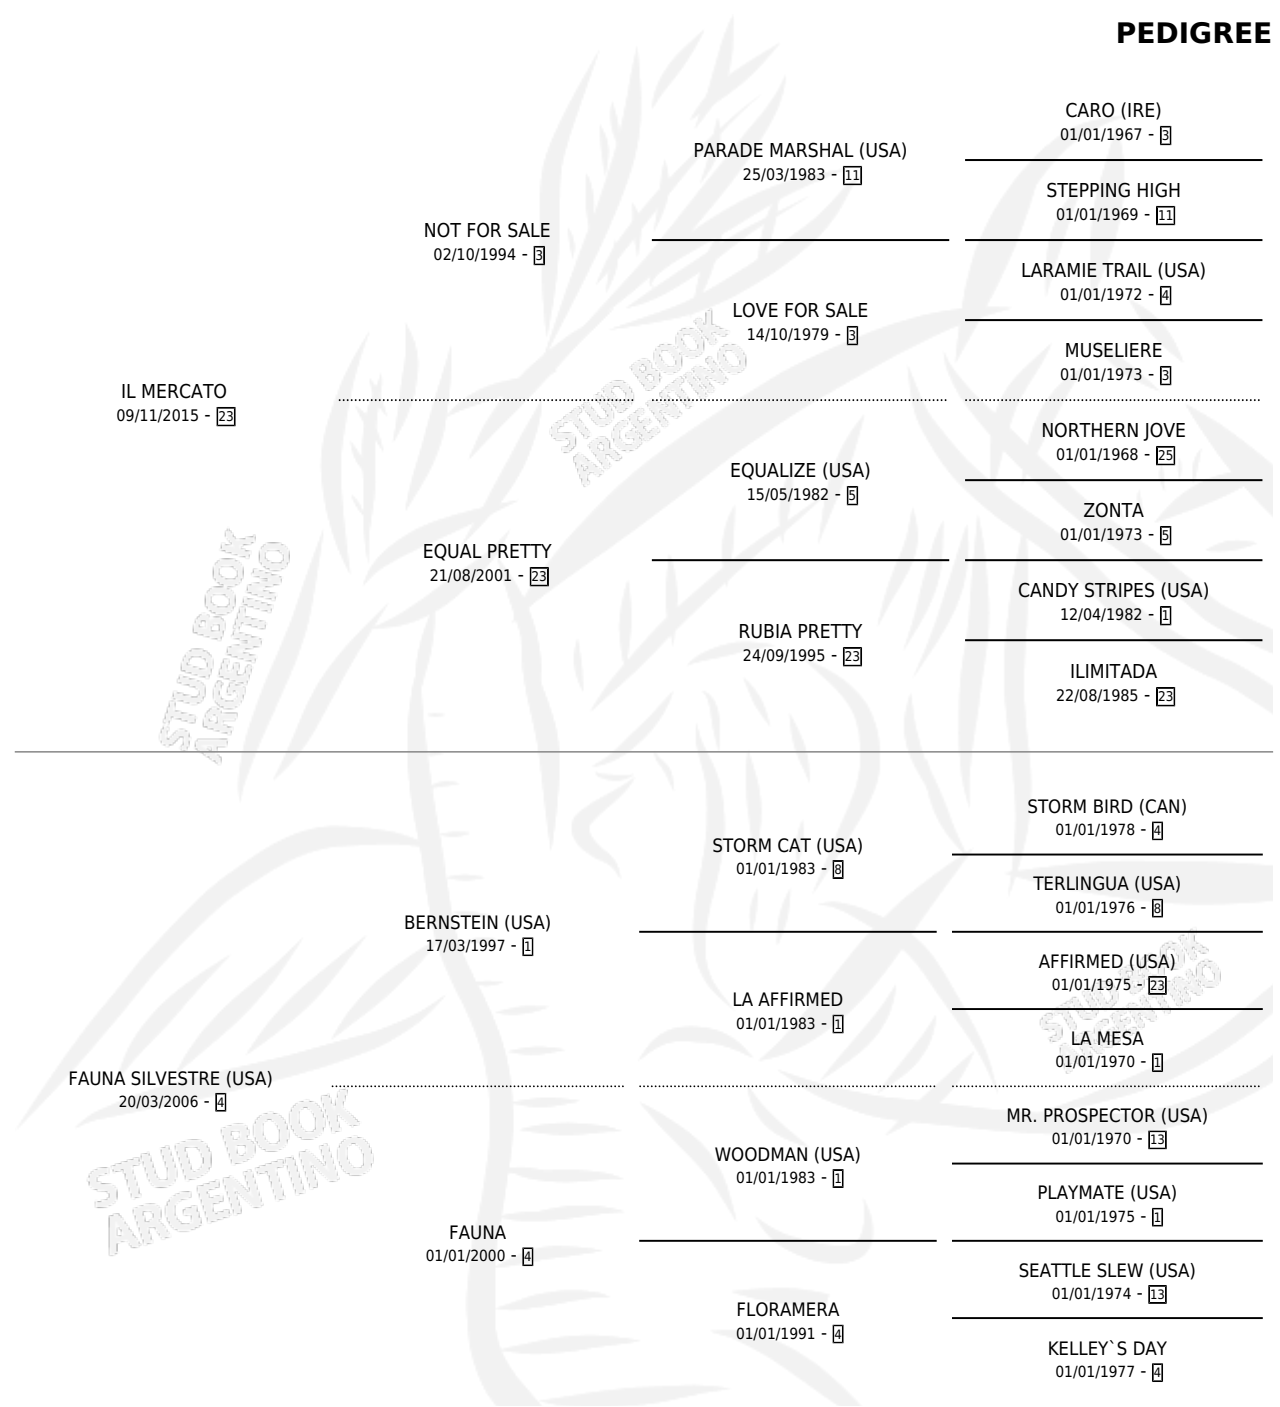 PEDIGREE
CARO (IRE)
01/01/1967 - 3
PARADE MARSHAL (USA)
25/03/1983 - 11
STEPPING HIGH
01/01/1969 - 11
NOT FOR SALE
02/10/1994 - 3
LARAMIE TRAIL (USA)
01/01/1972 - 4
LOVE FOR SALE
14/10/1979 - 3
MUSELIERE
01/01/1973 - 3
IL MERCATO
09/11/2015 - 23
NORTHERN JOVE
01/01/1968 - 25
EQUALIZE (USA)
15/05/1982 - 5
ZONTA
01/01/1973 - 5
EQUAL PRETTY
21/08/2001 - 23
CANDY STRIPES (USA)
12/04/1982 - 1
RUBIA PRETTY
24/09/1995 - 23
ILIMITADA
22/08/1985 - 23
STORM BIRD (CAN)
01/01/1978 - 4
STORM CAT (USA)
01/01/1983 - 8
TERLINGUA (USA)
01/01/1976 - 8
BERNSTEIN (USA)
17/03/1997 - 1
AFFIRMED (USA)
01/01/1975 - 23
LA AFFIRMED
01/01/1983 - 1
LA MESA
01/01/1970 - 1
FAUNA SILVESTRE (USA)
20/03/2006 - 4
MR. PROSPECTOR (USA)
01/01/1970 - 13
WOODMAN (USA)
01/01/1983 - 1
PLAYMATE (USA)
01/01/1975 - 1
FAUNA
01/01/2000 - 4
SEATTLE SLEW (USA)
01/01/1974 - 13
FLORAMERA
01/01/1991 - 4
KELLEY`S DAY
01/01/1977 - 4
STUD BOOK
ARGENTINO
STUD BOOK
ARGENTINO
STUD BOOK
ARGENTINO
STUD BOOK
ARGENTINO